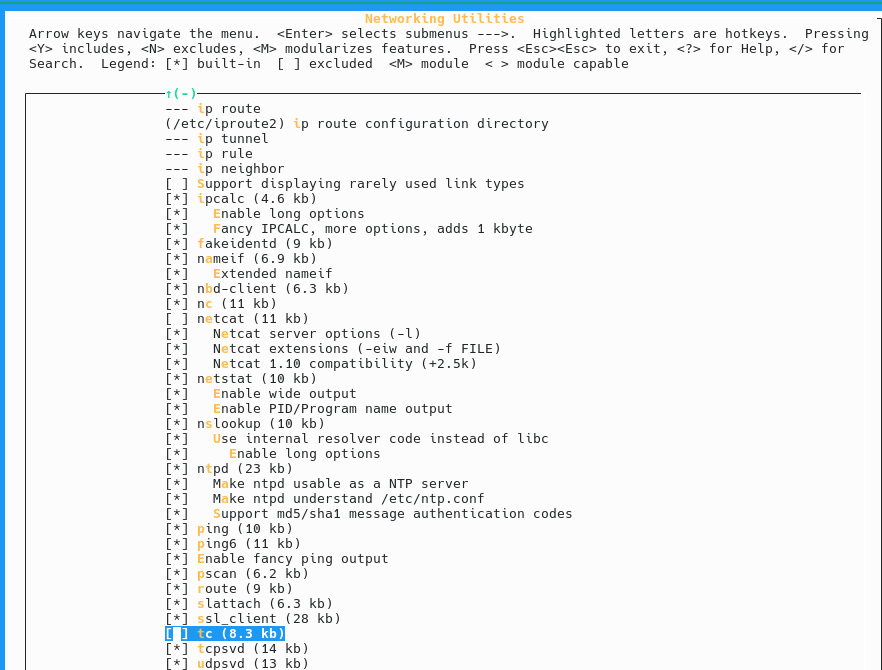 Networking Utilities
Arrow keys navigate the menu.  <Enter> selects submenus --->.  Highlighted letters are hotkeys.  Pressing
<Y> includes, <N> excludes, <M> modularizes features.  Press <Esc><Esc> to exit, <?> for Help, </> for
Search.  Legend: [*] built-in  [ ] excluded  <M> module  < > module capable
↑(-)
--- ip route
(/etc/iproute2) ip route configuration directory
--- ip tunnel
--- ip rule
--- ip neighbor
[ ] Support displaying rarely used link types
[*] ipcalc (4.6 kb)
[*]   Enable long options
[*]   Fancy IPCALC, more options, adds 1 kbyte
[*] fakeidentd (9 kb)
[*] nameif (6.9 kb)
[*]   Extended nameif
[*] nbd-client (6.3 kb)
[*] nc (11 kb)
[ ] netcat (11 kb)
[*]   Netcat server options (-l)
[*]   Netcat extensions (-eiw and -f FILE)
[*]   Netcat 1.10 compatibility (+2.5k)
[*] netstat (10 kb)
[*]   Enable wide output
[*]   Enable PID/Program name output
[*] nslookup (10 kb)
[*]   Use internal resolver code instead of libc
[*]     Enable long options
[*] ntpd (23 kb)
[*]   Make ntpd usable as a NTP server
[*]   Make ntpd understand /etc/ntp.conf
[*]   Support md5/sha1 message authentication codes
[*] ping (10 kb)
[*] ping6 (11 kb)
[*] Enable fancy ping output
[*] pscan (6.2 kb)
[*] route (9 kb)
[*] slattach (6.3 kb)
[*] ssl_client (28 kb)
[ ] tc (8.3 kb)
[*] tcpsvd (14 kb)
[*] udpsvd (13 kb)